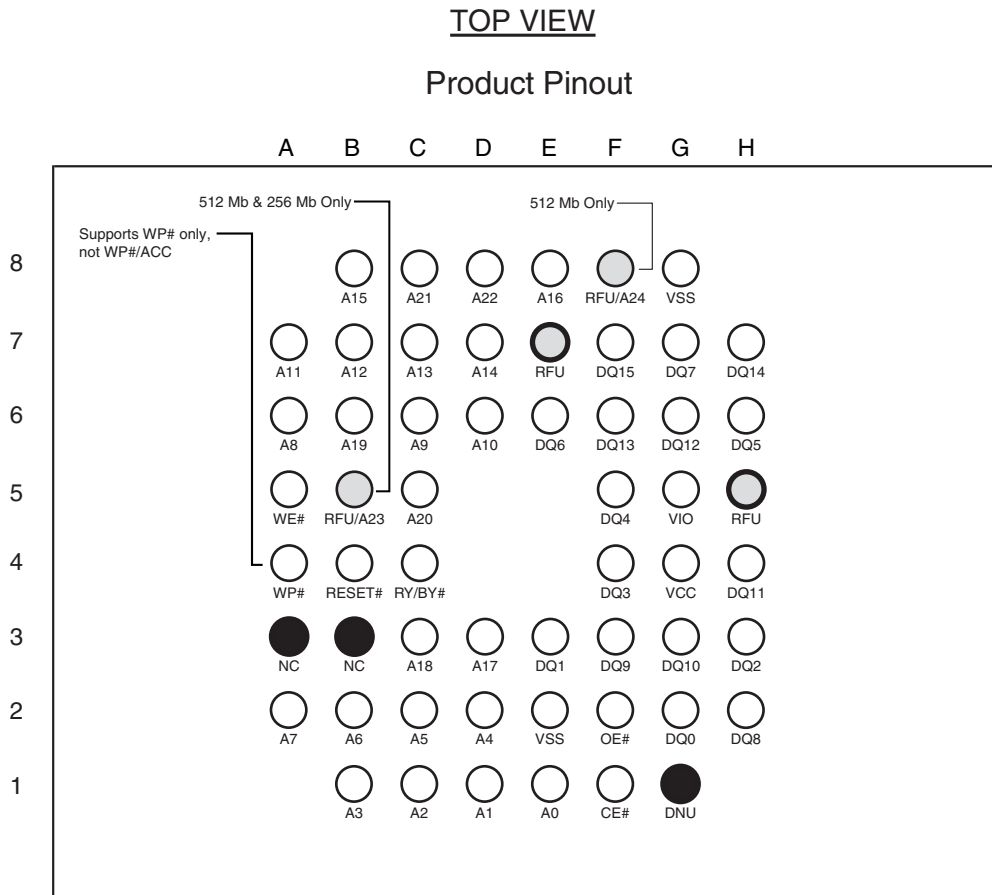 TOP VIEW
Product Pinout
A B C D E F G H
512 Mb & 256 Mb Only
512 Mb Only
Supports WP# only,
not WP#/ACC
8
A15 A21 A22 A16 RFU/A24 VSS
7
A11 A12 A13 A14 RFU DQ15 DQ7 DQ14
6
A8 A19 A9 A10 DQ6 DQ13 DQ12 DQ5
5
WE# RFU/A23 A20 DQ4 VIO RFU
4
WP# RESET# RY/BY# DQ3 VCC DQ11
3
NC NC A18 A17 DQ1 DQ9 DQ10 DQ2
2
A7 A6 A5 A4 VSS OE# DQ0 DQ8
1
A3 A2 A1 A0 CE# DNU